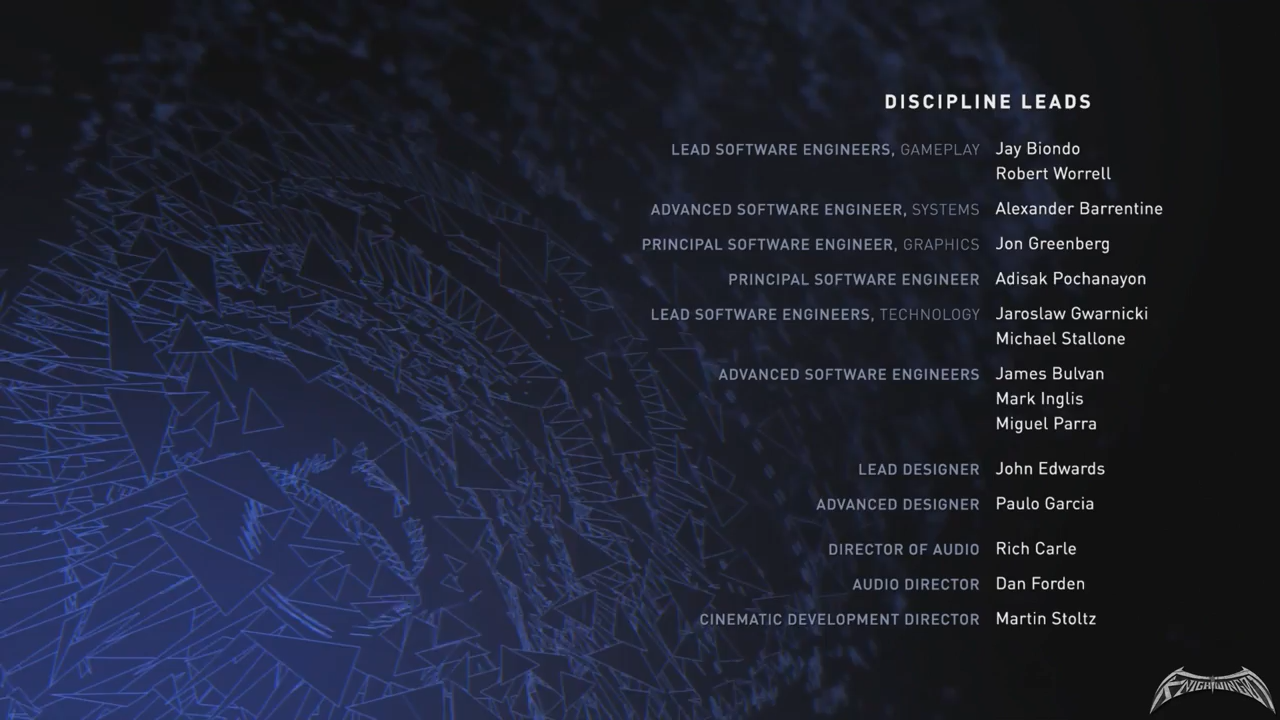 DISCIPLINE LEADS
LEAD SOFTWARE ENGINEERS, GAMEPLAY Jay Biondo
Robert Worrell
ADVANCED SOFTWARE ENGINEER, SYSTEMS Alexander Barrentine
PRINCIPAL SOFTWARE ENGINEER, GRAPHICS Jon Greenberg
PRINCIPAL SOFTWARE ENGINEER Adisak Pochanayon
LEAD SOFTWARE ENGINEERS, TECHNOLOGY Jaroslaw Gwarnicki
Michael Stallone
ADVANCED SOFTWARE ENGINEERS James Bulvan
Mark Inglis
Miguel Parra
LEAD DESIGNER John Edwards
ADVANCED DESIGNER Paulo Garcia
DIRECTOR OF AUDIO Rich Carle
AUDIO DIRECTOR Dan Forden
CINEMATIC DEVELOPMENT DIRECTOR Martin Stoltz